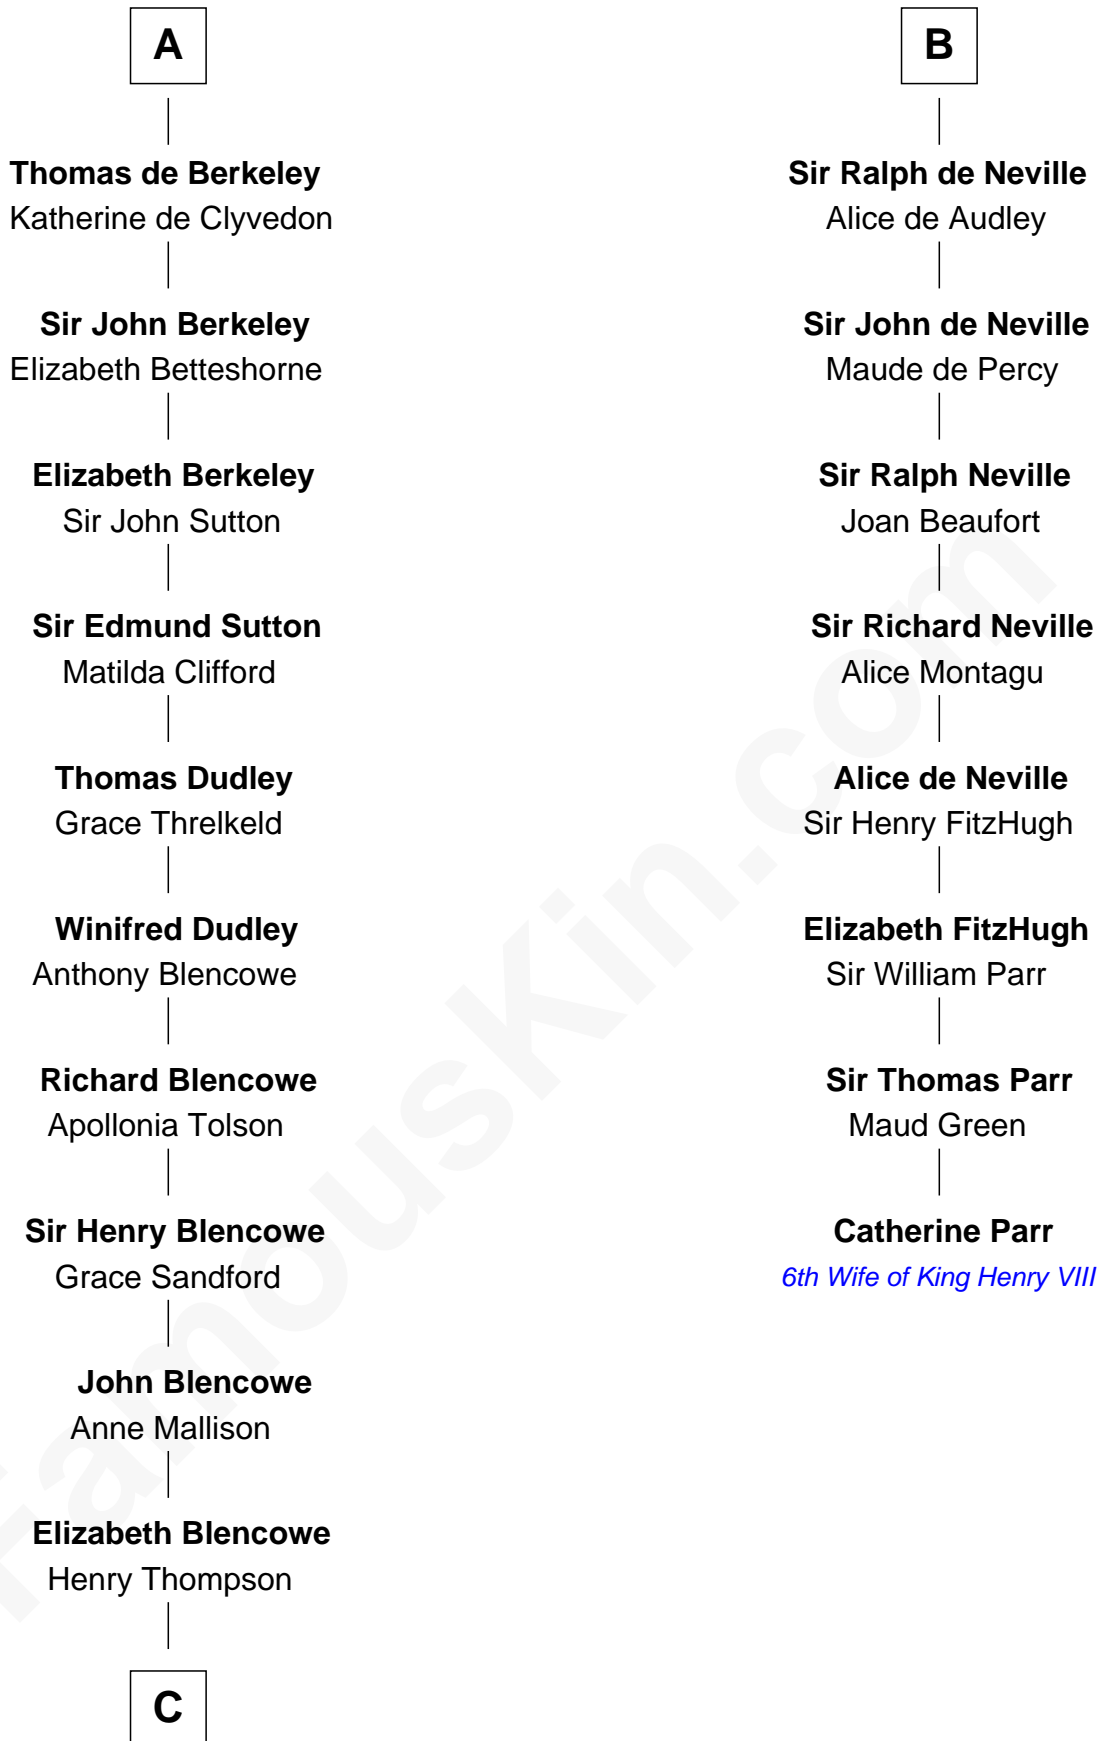 A
Thomas de Berkeley
Katherine de Clyvedon
Sir John Berkeley
Elizabeth Betteshorne
Elizabeth Berkeley
Sir John Sutton
Sir Edmund Sutton
Matilda Clifford
Thomas Dudley
Grace Threlkeld
Winifred Dudley
Anthony Blencowe
Richard Blencowe
Apollonia Tolson
Sir Henry Blencowe
Grace Sandford
John Blencowe
Anne Mallison
Elizabeth Blencowe
Henry Thompson
C
B
Sir Ralph de Neville
Alice de Audley
Sir John de Neville
Maude de Percy
Sir Ralph Neville
Joan Beaufort
Sir Richard Neville
Alice Montagu
Alice de Neville
Sir Henry FitzHugh
Elizabeth FitzHugh
Sir William Parr
Sir Thomas Parr
Maud Green
Catherine Parr
6th Wife of King Henry VIII
FamousKin.com